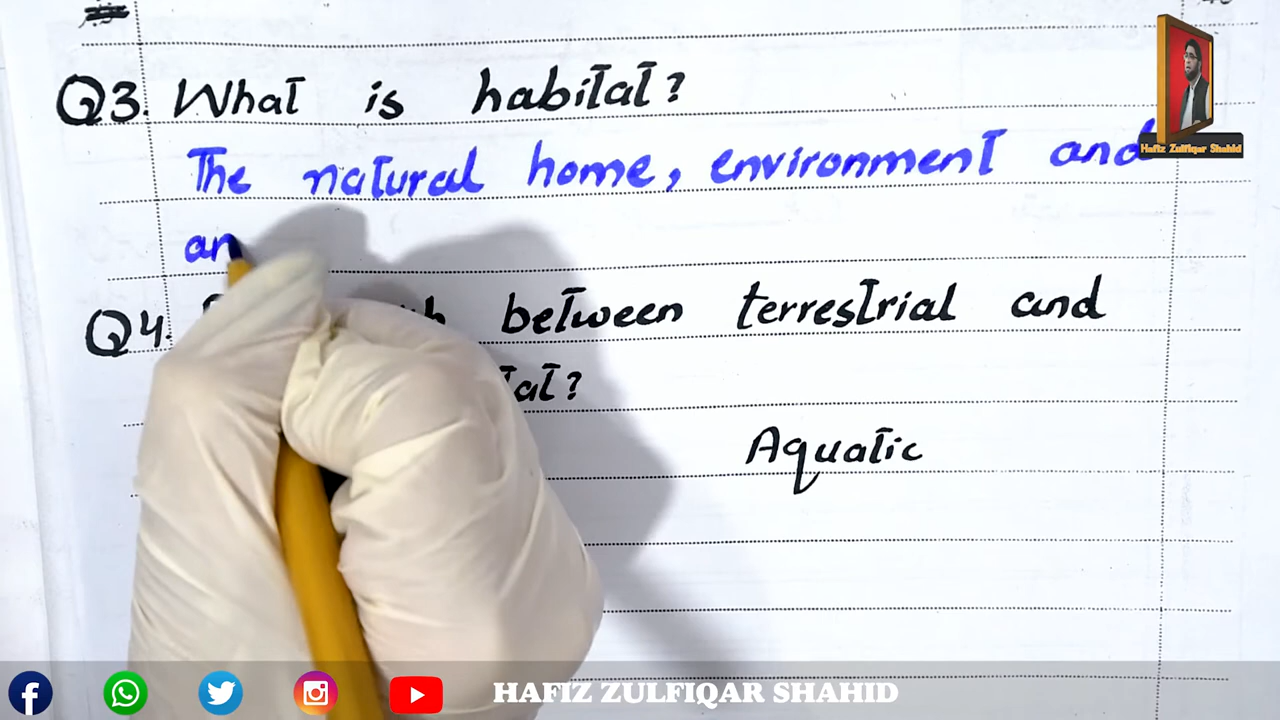 Q3. What is habitat?
The natural home, environment and
an
Q4. between terrestrial and
?
Aquatic
Hafiz Zulfiqar Shahid
HAFIZ ZULFIQAR SHAHID